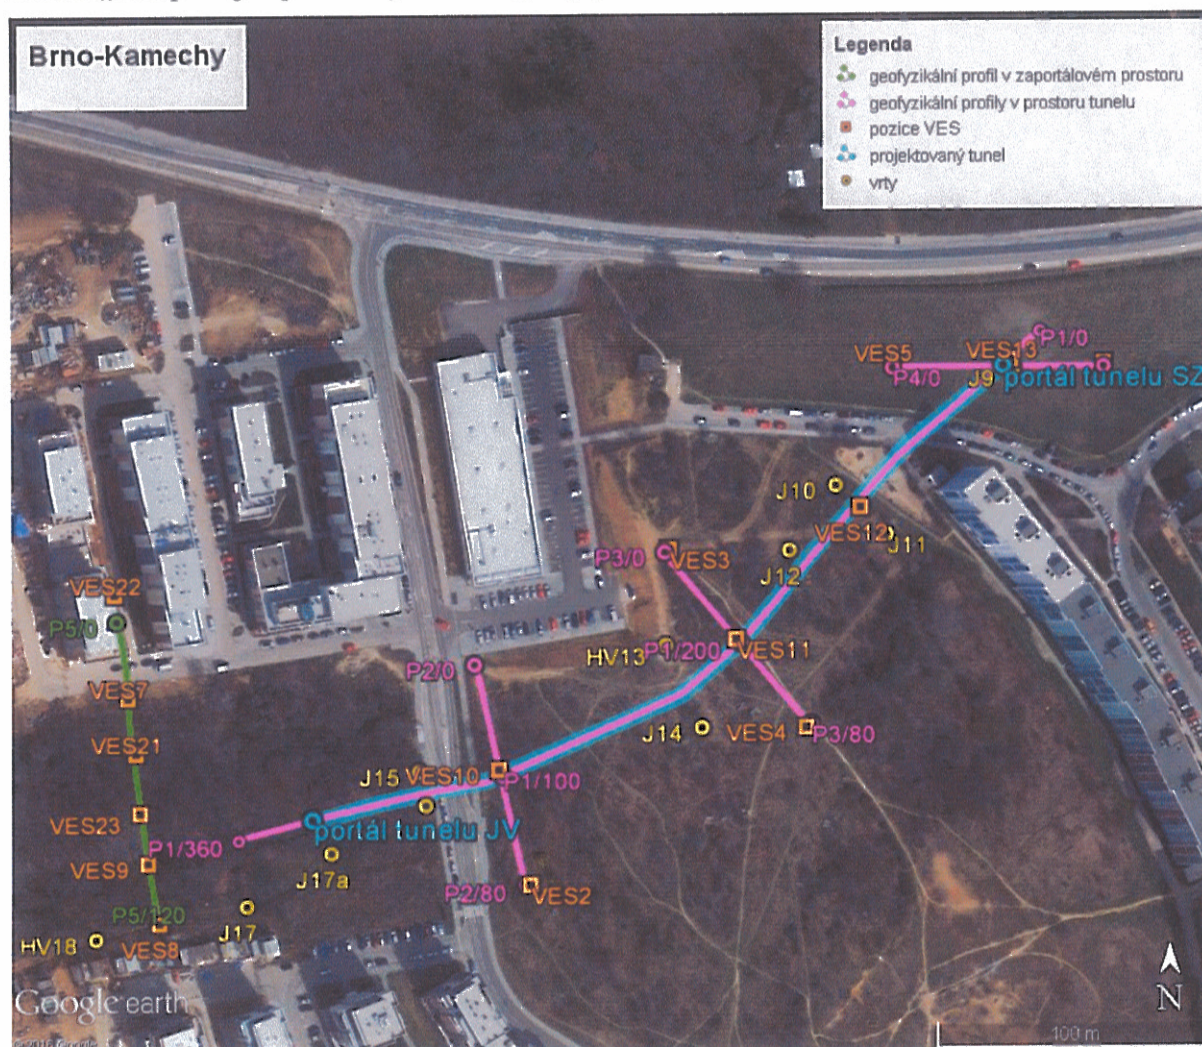 Brno-Kamechy
Legenda
geofyzikální profil v zaportálovém prostoru
geofyzikální profily v prostoru tunelu
pozice VES
projektovaný tunel
vrty
P1/0
VES5
VES13
P4/0
J9
portál tunelu SZ
J10
VES12
J11
P3/0
VES3
J12
VES22
P5/0
HV13
P1/200
VES11
P2/0
VES7
J14
VES4
P3/80
VES21
J15
VES10
P1/100
VES23
portál tunelu JV
P1/360
VES9
J17a
P2/80
VES2
P5/120
J17
HV18
VES8
Google earth
N
100 m